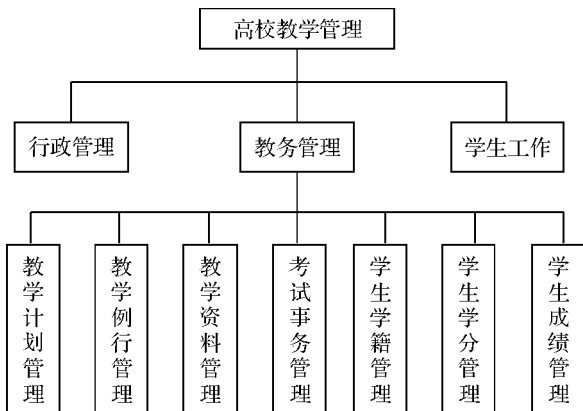 高校教学管理
行政管理
教务管理
学生工作
教学计划管理
教学例行管理
教学资料管理
考试事务管理
学生学籍管理
学生学分管理
学生成绩管理